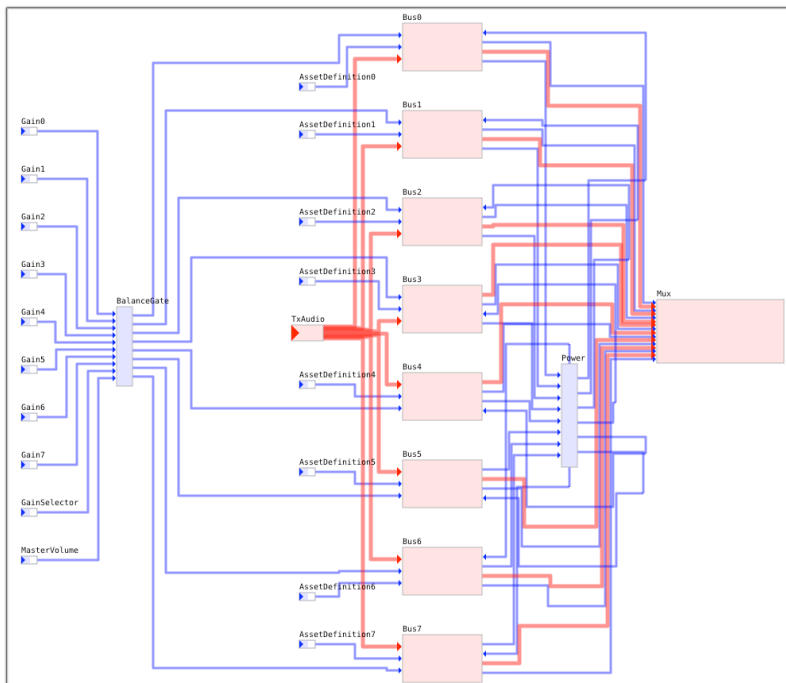 Bus0
AssetDefinition0
Bus1
Gain0
AssetDefinition1
Gain1
Bus2
Gain2
AssetDefinition2
Gain3
AssetDefinition3
Bus3
BalanceGate
Mux
Gain4
TxAudio
Gain5
Power
Bus4
AssetDefinition4
Gain6
Gain7
Bus5
AssetDefinition5
GainSelector
Bus6
MasterVolume
AssetDefinition6
Bus7
AssetDefinition7